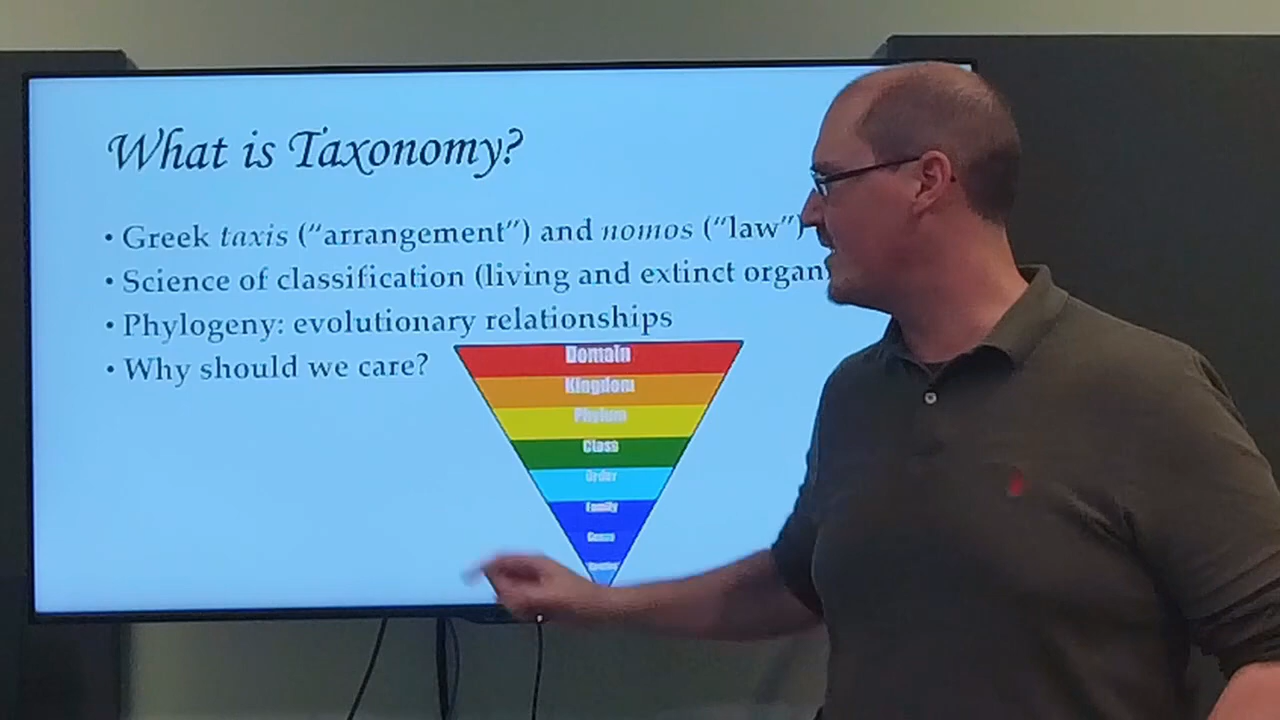 What is Taxonomy?
• Greek taxis (“arrangement”) and nomos (“law”)
• Science of classification (living and extinct organ
• Phylogeny: evolutionary relationships
• Why should we care?
Domain
Kingdom
Phylum
Class
Order
Family
Genus